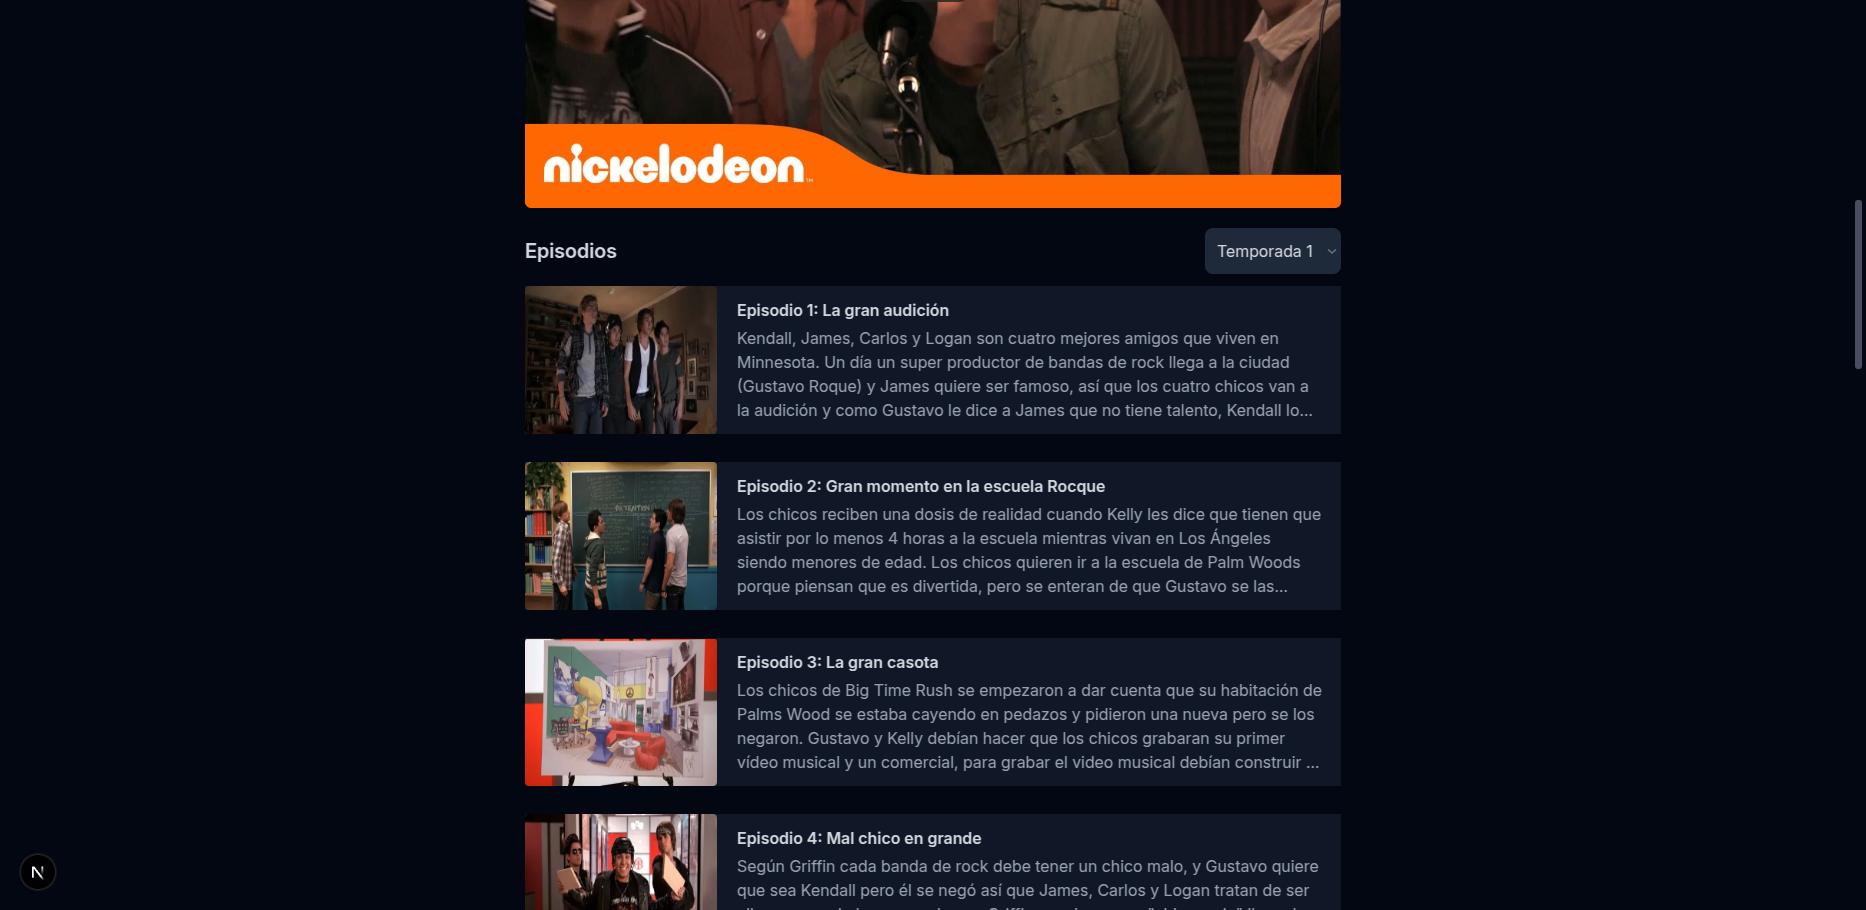 nickelodeon
Episodios
Temporada 1
Episodio 1: La gran audición
Kendall, James, Carlos y Logan son cuatro mejores amigos que viven en
Minnesota. Un día un super productor de bandas de rock llega a la ciudad
(Gustavo Roque) y James quiere ser famoso, así que los cuatro chicos van a
la audición y como Gustavo le dice a James que no tiene talento, Kendall lo...
Episodio 2: Gran momento en la escuela Rocque
Los chicos reciben una dosis de realidad cuando Kelly les dice que tienen que
asistir por lo menos 4 horas a la escuela mientras vivan en Los Ángeles
siendo menores de edad. Los chicos quieren ir a la escuela de Palm Woods
porque piensan que es divertida, pero se enteran de que Gustavo se las...
Episodio 3: La gran casota
Los chicos de Big Time Rush se empezaron a dar cuenta que su habitación de
Palms Wood se estaba cayendo en pedazos y pidieron una nueva pero se los
negaron. Gustavo y Kelly debían hacer que los chicos grabaran su primer
vídeo musical y un comercial, para grabar el video musical debían construir ...
Episodio 4: Mal chico en grande
Según Griffin cada banda de rock debe tener un chico malo, y Gustavo quiere
que sea Kendall pero él se negó así que James, Carlos y Logan tratan de ser
N